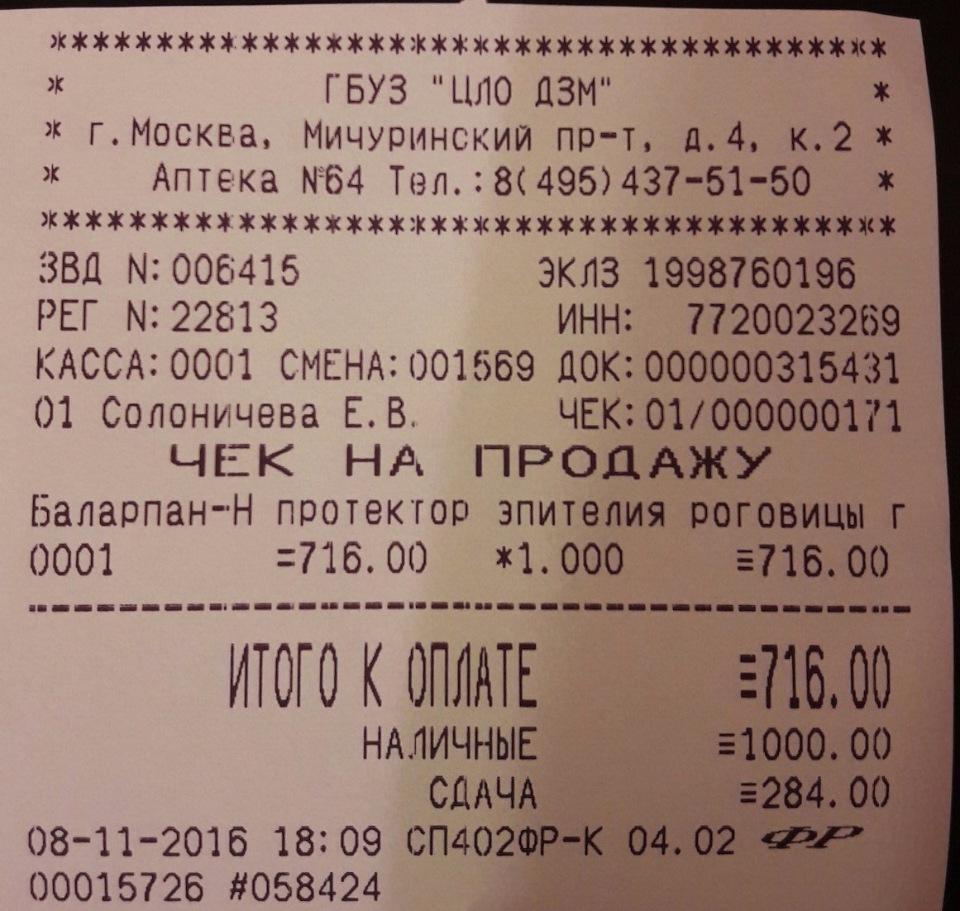 ***************************************
* ГБУЗ "ЦЛО ДЗМ" *
* г.Москва, Мичуринский пр-т, д.4, к.2 *
* Аптека №64 Тел.:8(495)437-51-50 *
***************************************
ЗВД N:006415 ЭКЛЗ 1998760196
РЕГ N:22813 ИНН: 7720023269
КАССА:0001 СМЕНА:001569 ДОК:000000315431
01 Солоничева Е.В. ЧЕК:01/000000171
ЧЕК НА ПРОДАЖУ
Баларпан-Н протектор эпителия роговицы г
0001 =716.00 *1.000 ≡716.00
ИТОГО К ОПЛАТЕ ≡716.00
НАЛИЧНЫЕ ≡1000.00
СДАЧА ≡284.00
08-11-2016 18:09 СП402ФР-К 04.02 ФР
00015726 #058424